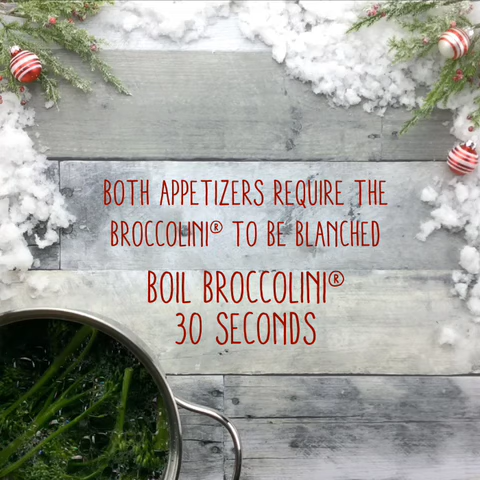 BOTH APPETIZERS REQUIRE THE
BROCCOLINI® TO BE BLANCHED
BOIL BROCCOLINI®
30 SECONDS